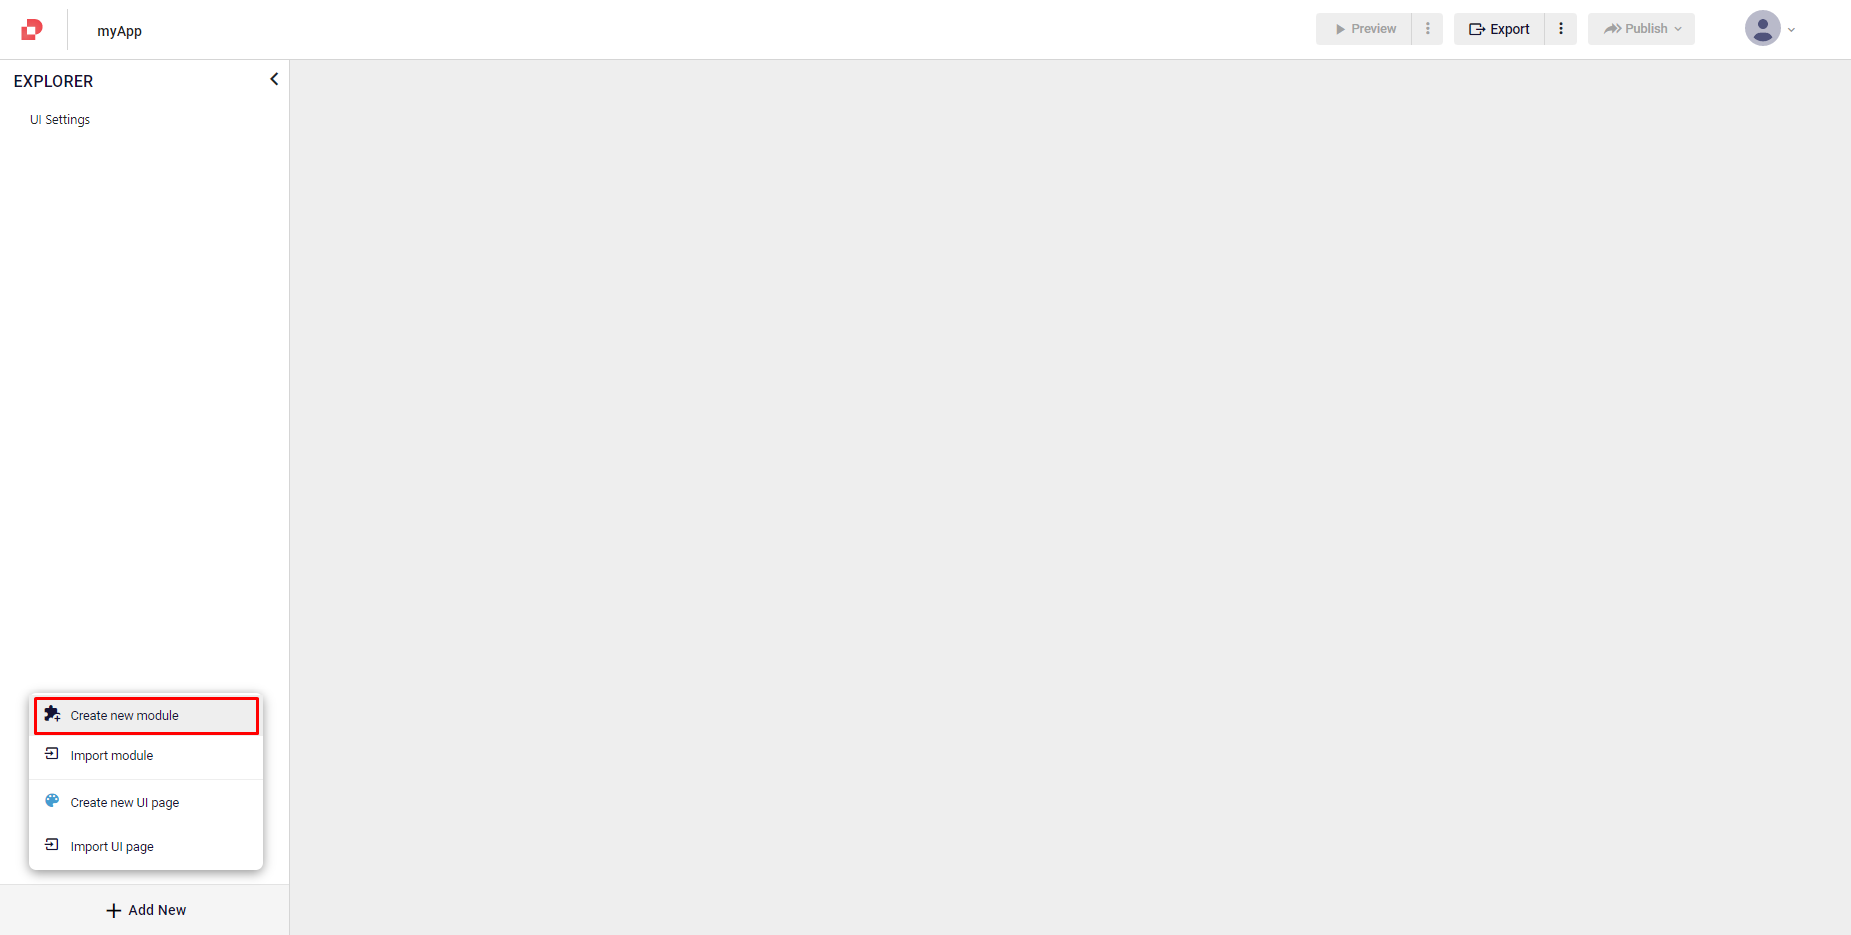 myApp
Preview
Export
Publish
EXPLORER
UI Settings
Create new module
Import module
Create new UI page
Import UI page
Add New